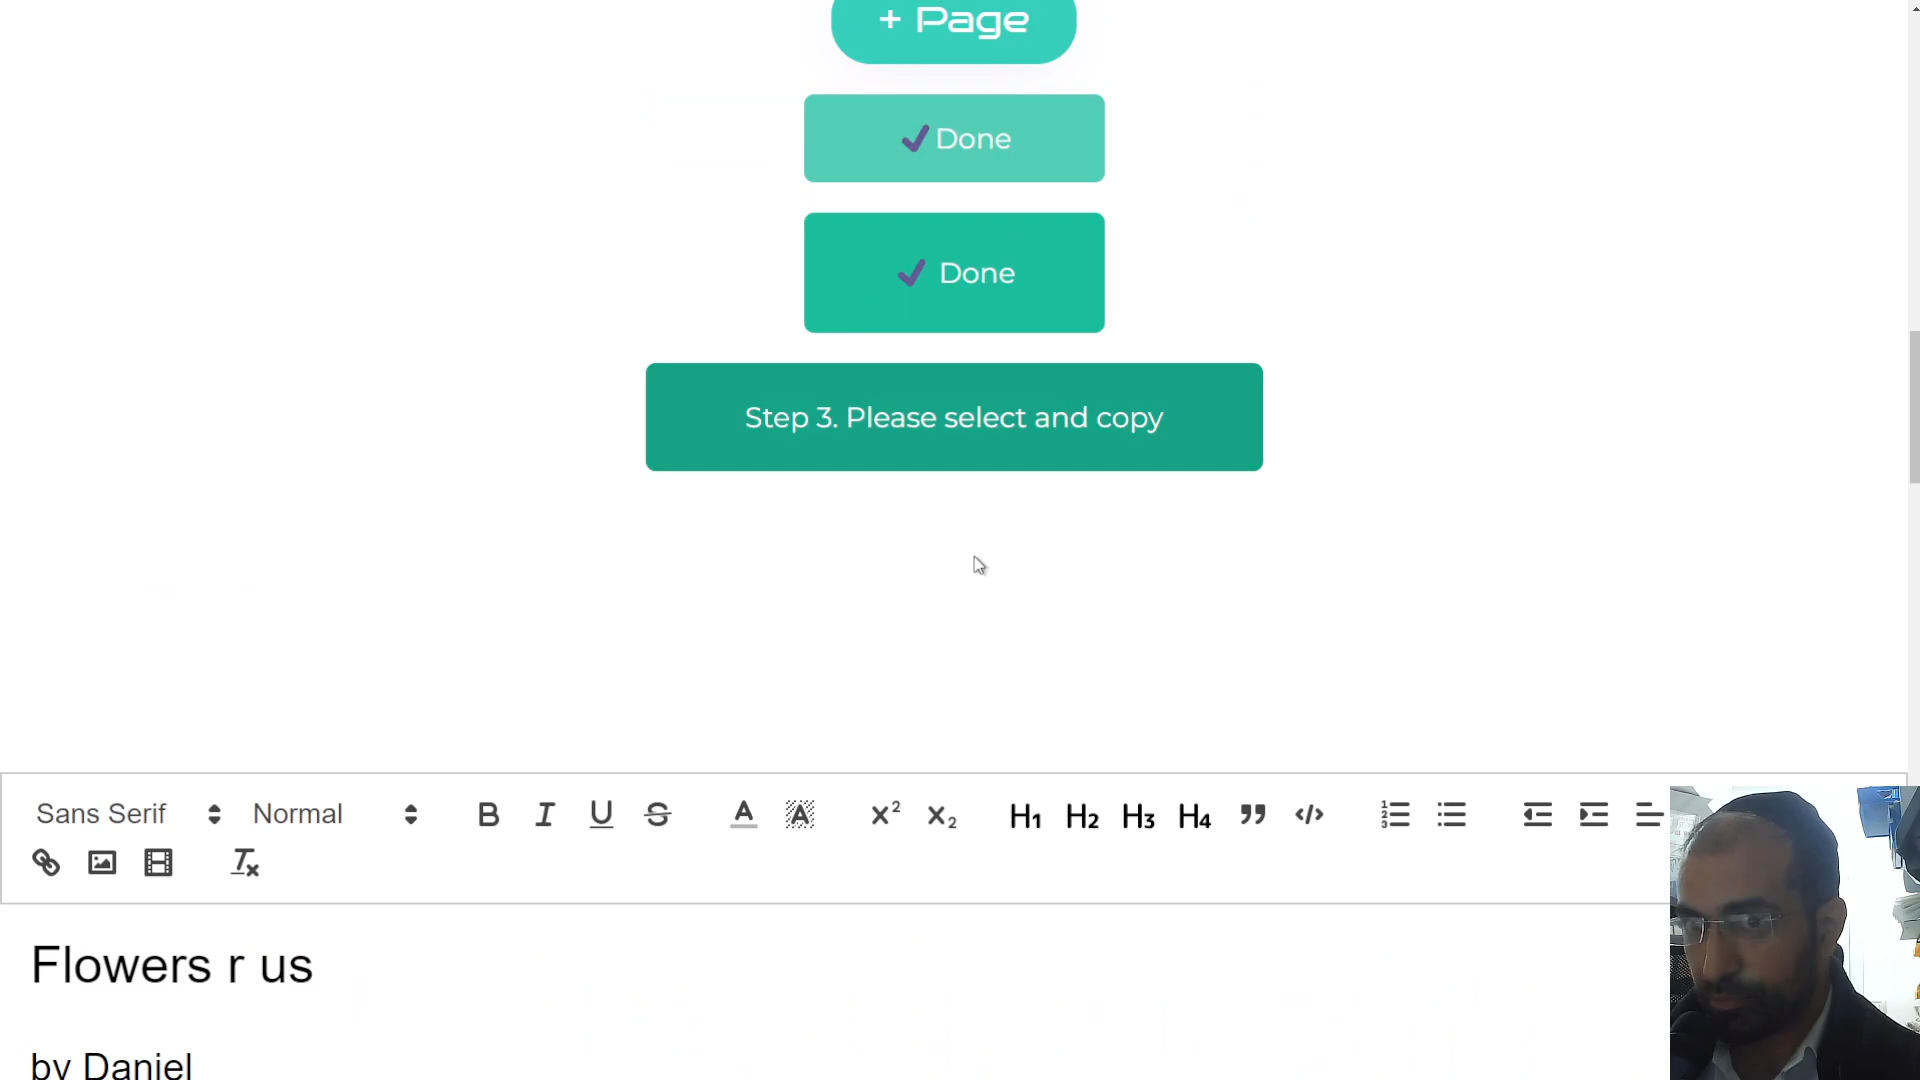 + Page
✔ Done
✔ Done
Step 3. Please select and copy
Sans Serif Normal B I U S A A X² X₂ H1 H2 H3 H4
Flowers r us
by Daniel